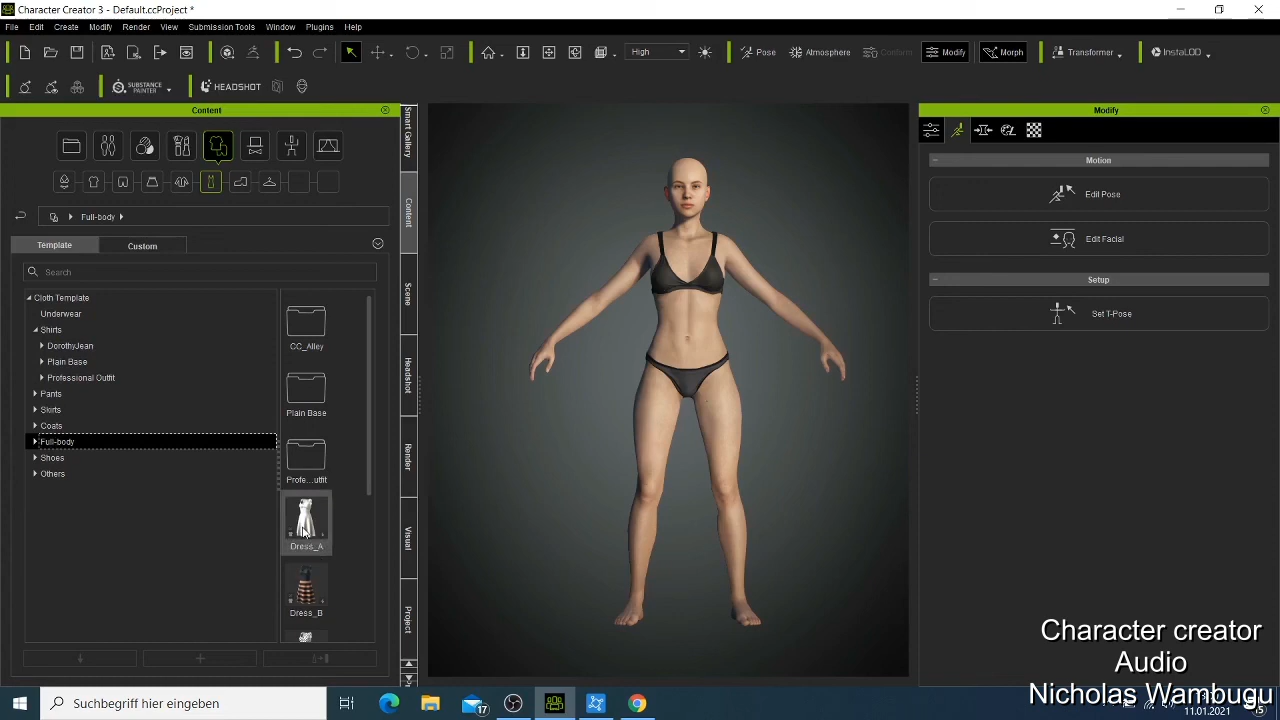 Character Creator 3 - Default.ccProject *
File Edit Create Modify Render View Submission Tools Window Plugins Help
High Pose Atmosphere Conform Modify Morph Transformer InstaLOD
SUBSTANCE PAINTER HEADSHOT
Content
Full-body
Template Custom
Search
Cloth Template
Underwear
Shirts
DorothyJean
Plain Base
Professional Outfit
Pants
Skirts
Coats
Full-body
Shoes
Others
CC_Alley
Plain Base
Profe...utfit
Dress_A
Dress_B
Smart Gallery
Content
Scene
Headshot
Render
Visual
Project
Modify
Motion
Edit Pose
Edit Facial
Setup
Set T-Pose
Character creator
Audio
Nicholas Wambugu
Suchbegriff hier eingeben
17
11.01.2021